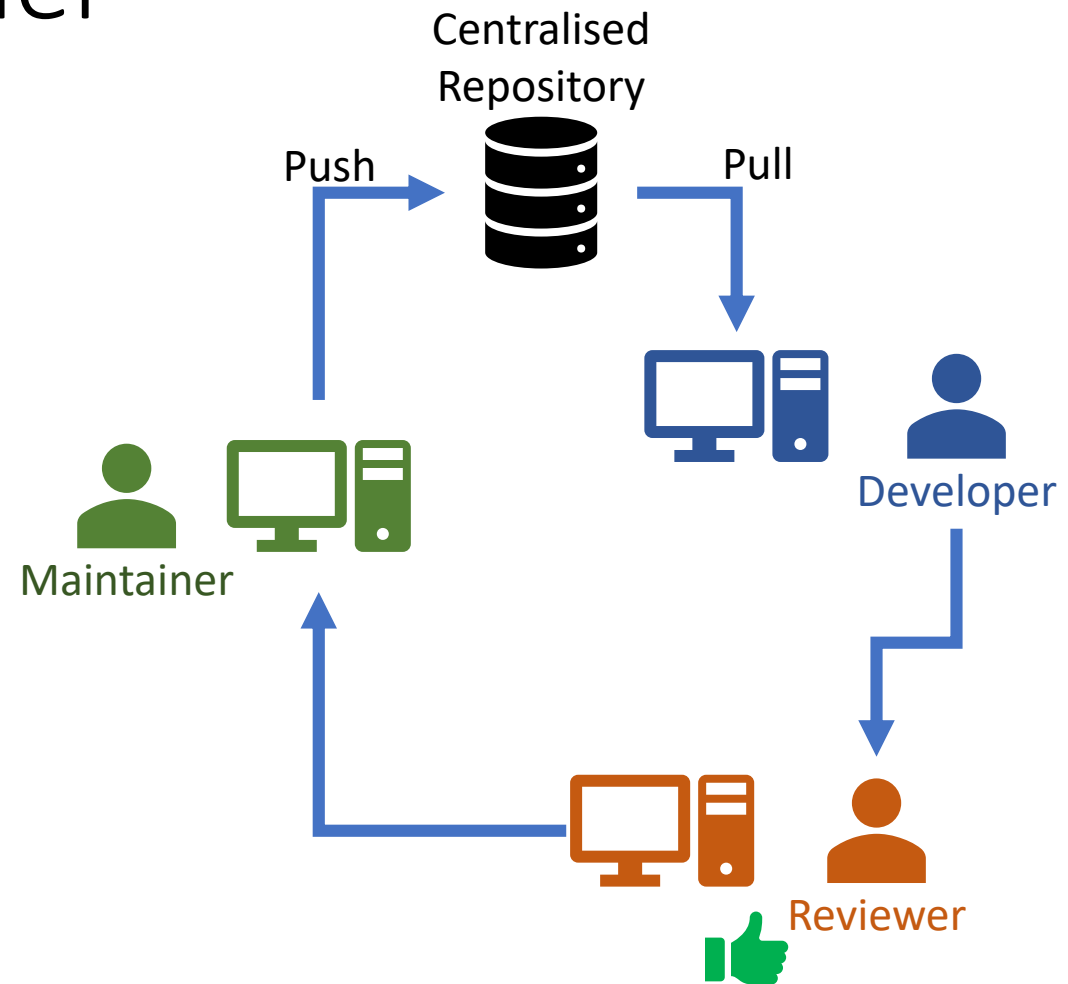 Centralised
Repository
Push
Pull
Developer
Maintainer
Reviewer